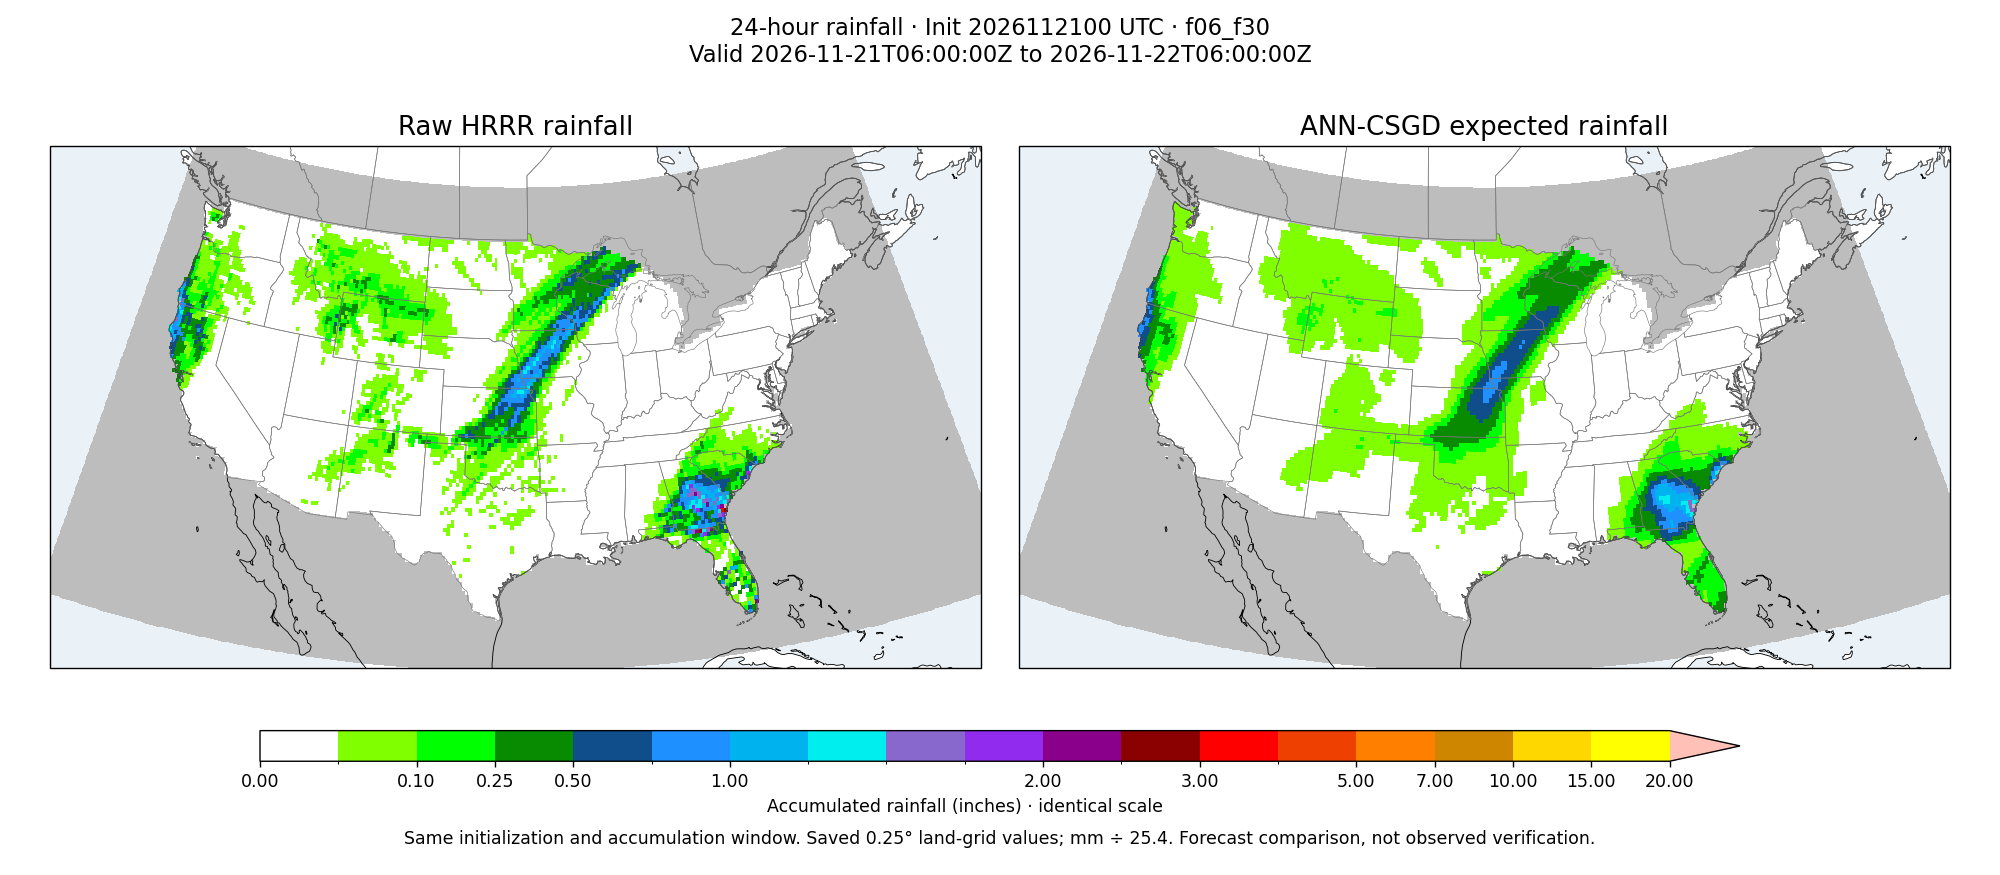 24-hour rainfall · Init 2026112100 UTC · f06_f30
Valid 2026-11-21T06:00:00Z to 2026-11-22T06:00:00Z
Raw HRRR rainfall
ANN-CSGD expected rainfall
0.00 0.10 0.25 0.50 1.00 2.00 3.00 5.00 7.00 10.00 15.00 20.00
Accumulated rainfall (inches) · identical scale
Same initialization and accumulation window. Saved 0.25° land-grid values; mm ÷ 25.4. Forecast comparison, not observed verification.